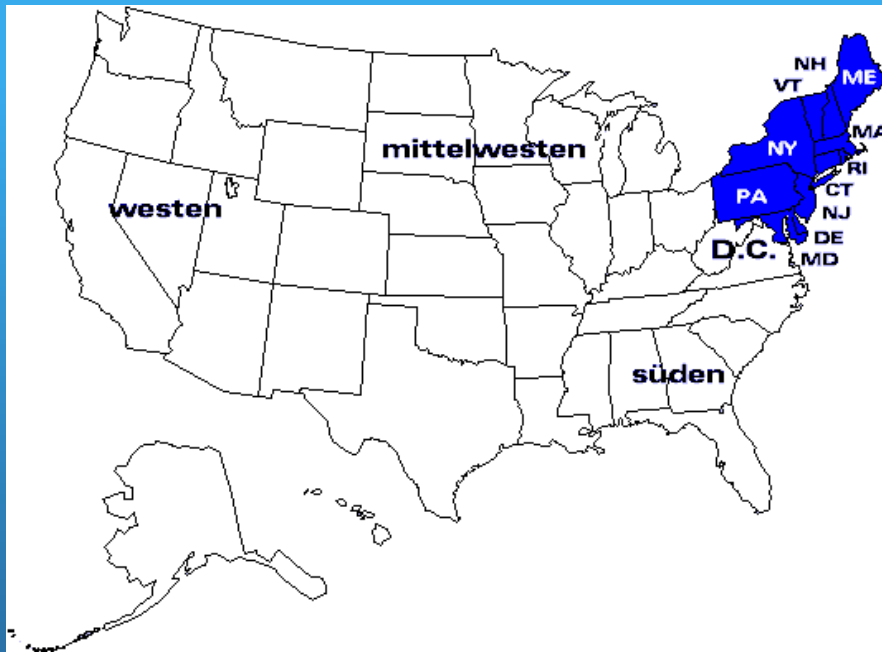 NH
ME
VT
MA
NY
mittelwesten
RI
CT
PA
westen
NJ
DE
D.C.
MD
süden